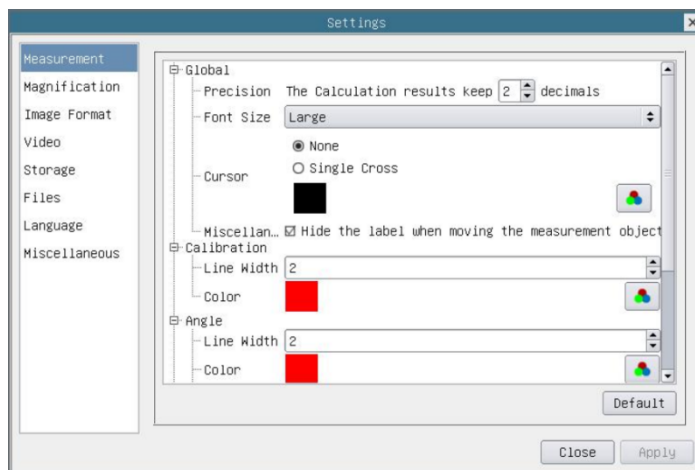 Settings
Measurement
Magnification
Image Format
Video
Storage
Files
Language
Miscellaneous
Global
Precision The Calculation results keep 2 decimals
Font Size Large
None
Single Cross
Cursor
Miscellan... Hide the label when moving the measurement object
Calibration
Line Width 2
Color
Angle
Line Width 2
Color
Default
Close Apply